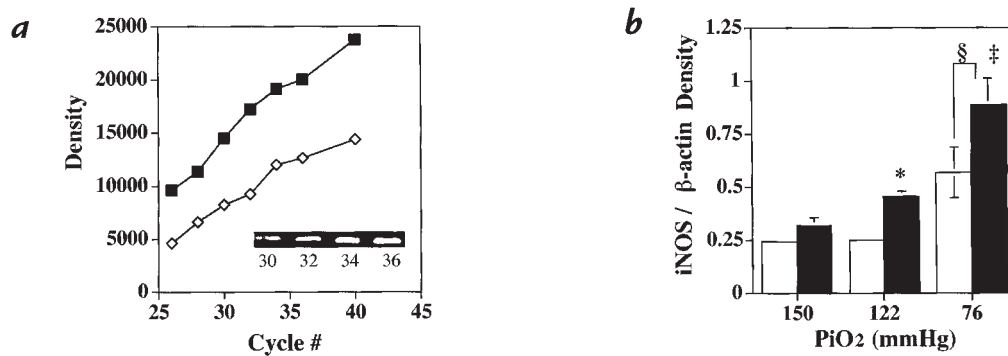 a
25000
20000
15000
10000
5000
0
Density
30 32 34 36
25 30 35 40 45
Cycle #
b
1.25
1
0.75
0.5
0.25
0
iNOS / β-actin Density
§ ‡
*
150 122 76
PiO2 (mmHg)